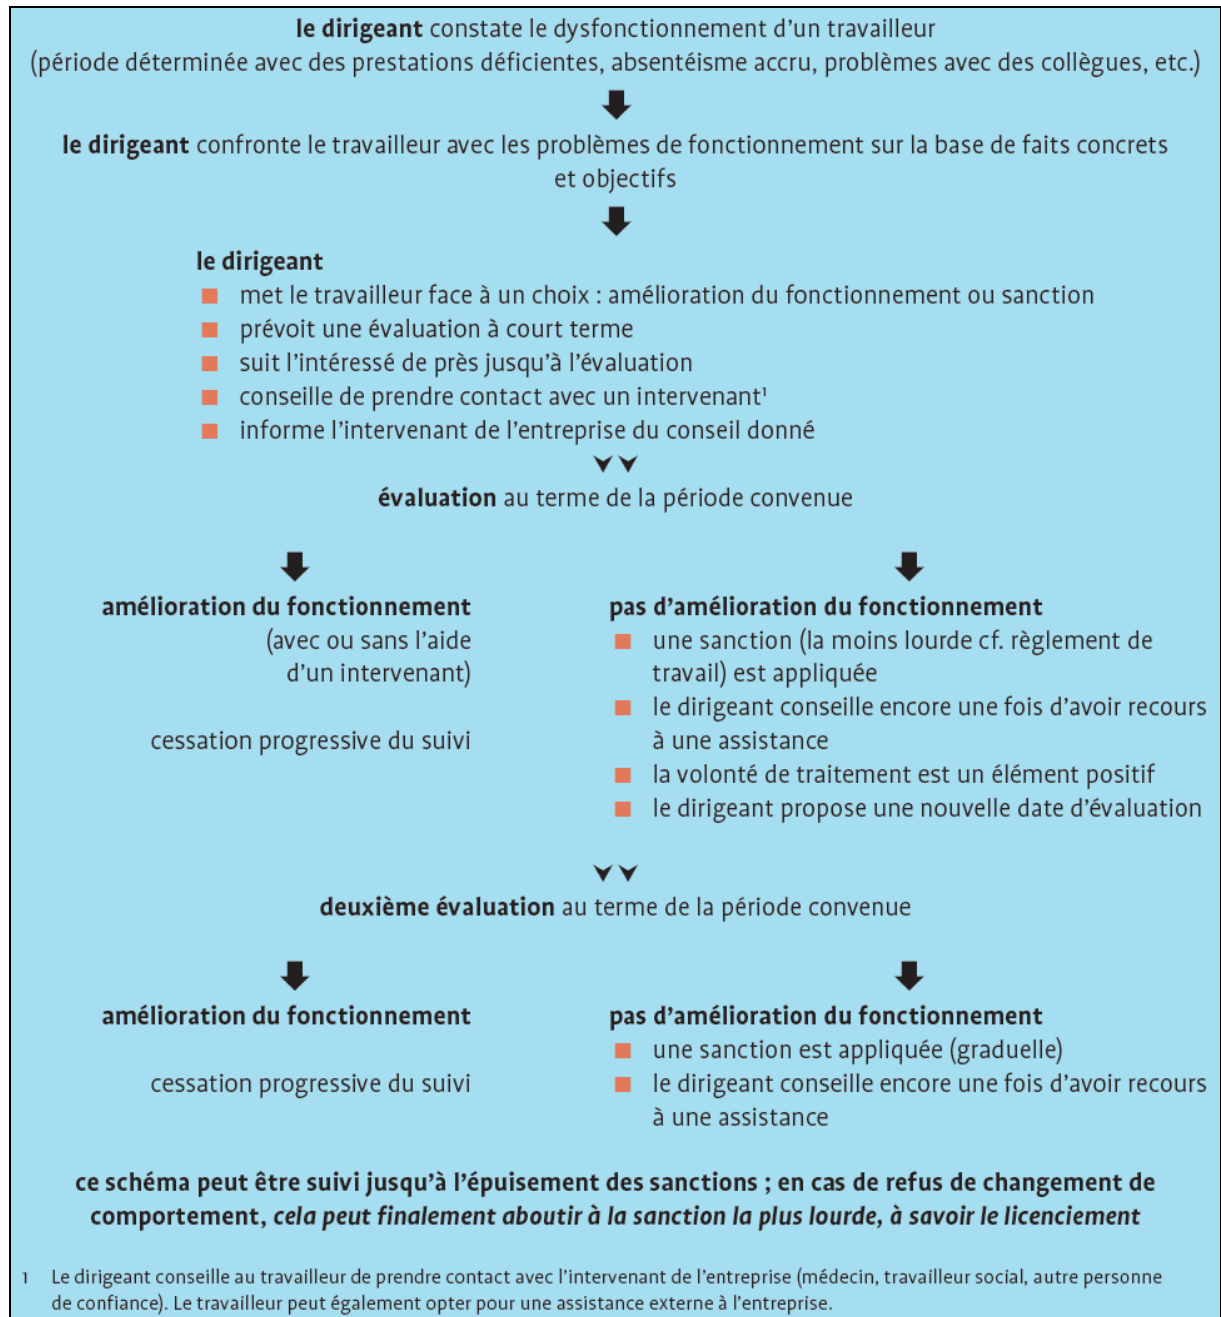 le dirigeant constate le dysfonctionnement d'un travailleur
(période déterminée avec des prestations déficientes, absentéisme accru, problèmes avec des collègues, etc.)
le dirigeant confronte le travailleur avec les problèmes de fonctionnement sur la base de faits concrets
et objectifs
le dirigeant
met le travailleur face à un choix : amélioration du fonctionnement ou sanction
prévoit une évaluation à court terme
suit l'intéressé de près jusqu'à l'évaluation
conseille de prendre contact avec un intervenant¹
informe l'intervenant de l'entreprise du conseil donné
évaluation au terme de la période convenue
amélioration du fonctionnement
(avec ou sans l'aide
d'un intervenant)
cessation progressive du suivi
pas d'amélioration du fonctionnement
une sanction (la moins lourde cf. règlement de
travail) est appliquée
le dirigeant conseille encore une fois d'avoir recours
à une assistance
la volonté de traitement est un élément positif
le dirigeant propose une nouvelle date d'évaluation
deuxième évaluation au terme de la période convenue
amélioration du fonctionnement
cessation progressive du suivi
pas d'amélioration du fonctionnement
une sanction est appliquée (graduelle)
le dirigeant conseille encore une fois d'avoir recours
à une assistance
ce schéma peut être suivi jusqu'à l'épuisement des sanctions ; en cas de refus de changement de
comportement, cela peut finalement aboutir à la sanction la plus lourde, à savoir le licenciement
1 Le dirigeant conseille au travailleur de prendre contact avec l'intervenant de l'entreprise (médecin, travailleur social, autre personne
de confiance). Le travailleur peut également opter pour une assistance externe à l'entreprise.